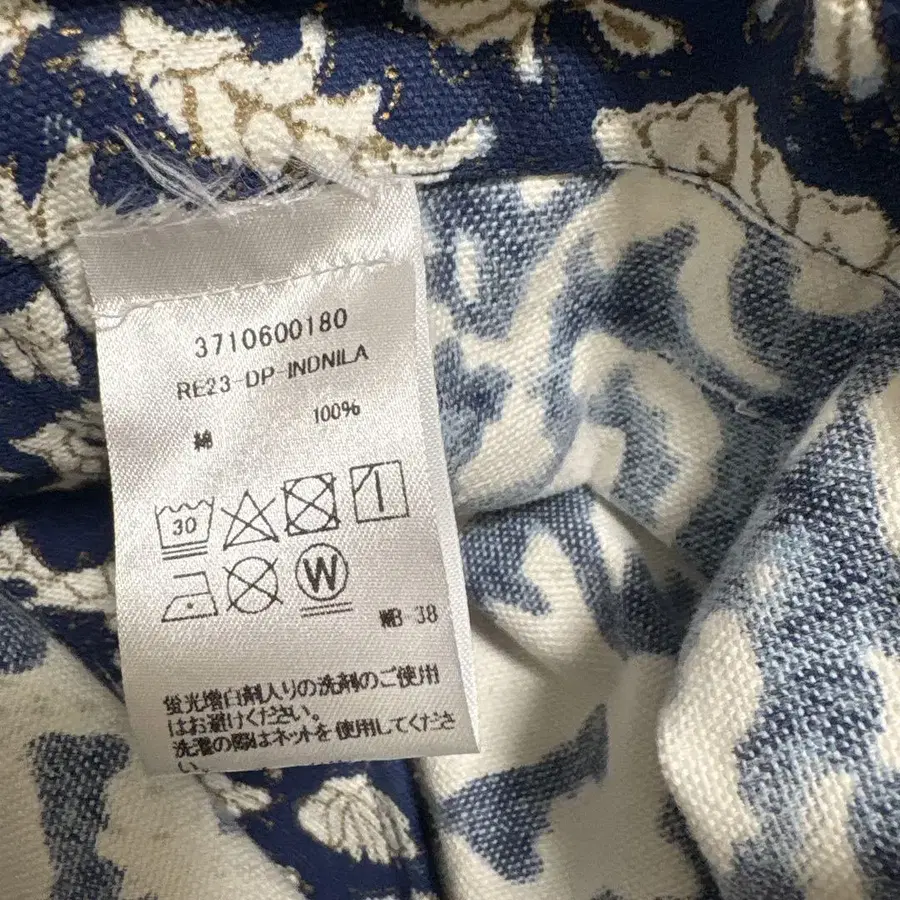 3710600180
RE23-DP-INDNILA
綿 100%
30
W
WB-38
蛍光増白剤入りの洗剤のご使用
はお避けください。
洗濯の際はネットを使用してくださ
い。